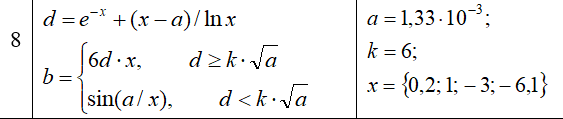 8
d = e^{-x} + (x − a) / ln x
b = { 6d · x, d ≥ k · √a
sin(a / x), d < k · √a
a = 1,33 · 10^{-3};
k = 6;
x = {0,2; 1; − 3; − 6,1}